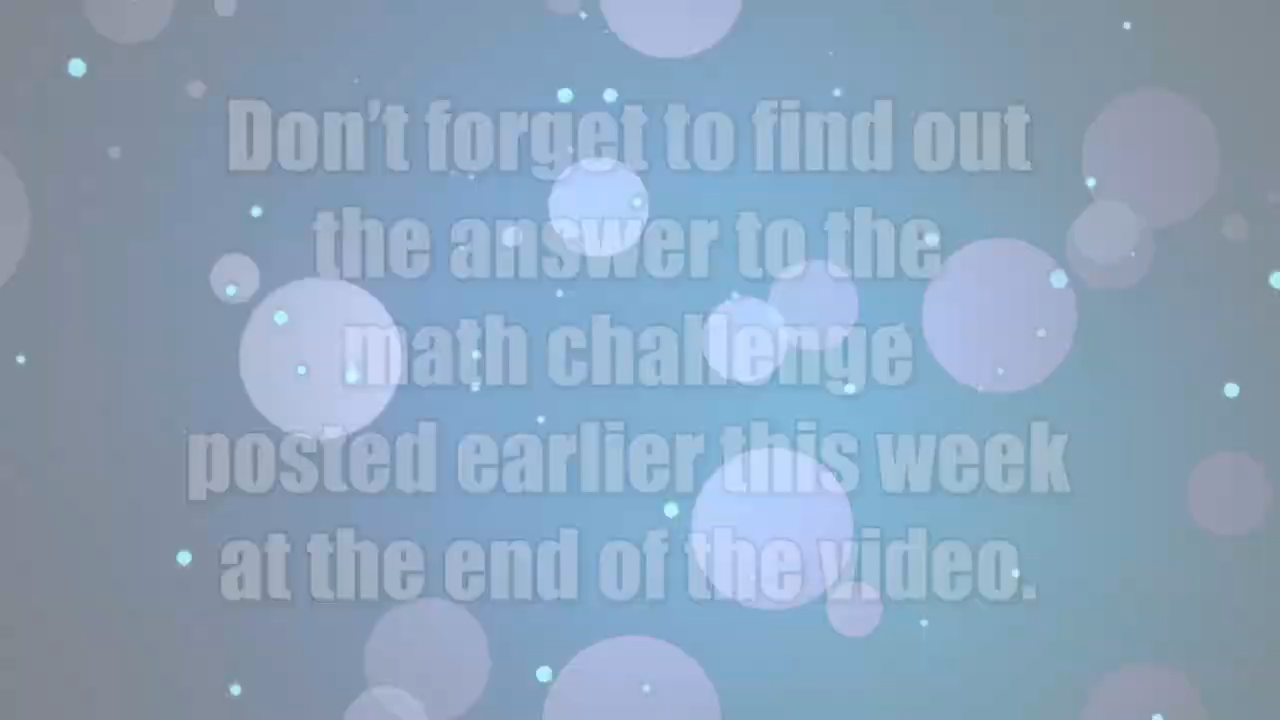 Don't forget to find out
the answer to the
math challenge
posted earlier this week
at the end of the video.